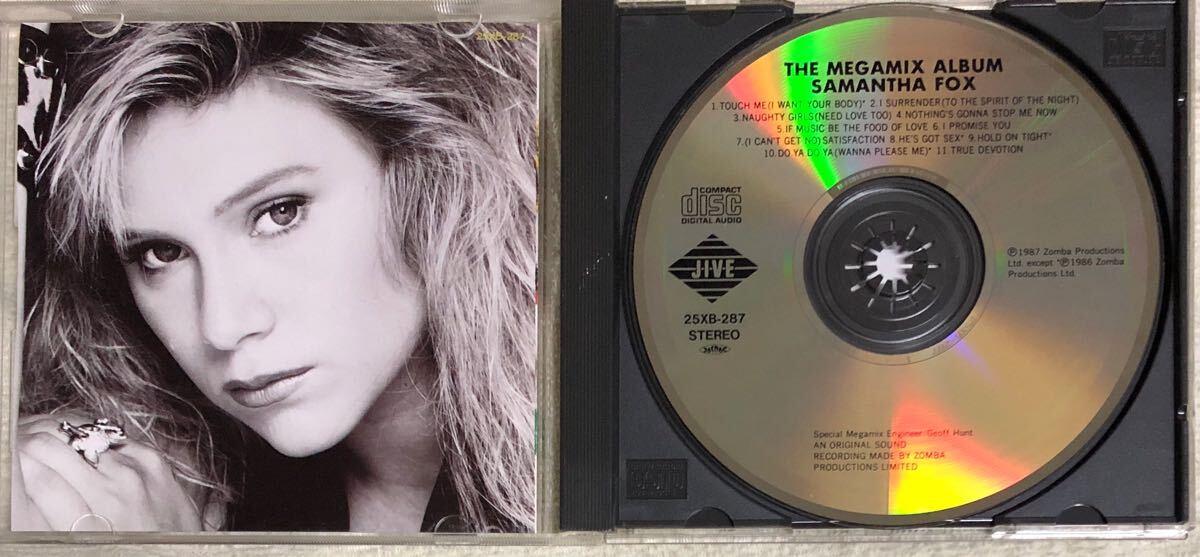 25XB-287
THE MEGAMIX ALBUM
SAMANTHA FOX
1.TOUCH ME(I WANT YOUR BODY)* 2.I SURRENDER(TO THE SPIRIT OF THE NIGHT)
3.NAUGHTY GIRLS(NEED LOVE TOO) 4.NOTHING'S GONNA STOP ME NOW
5.IF MUSIC BE THE FOOD OF LOVE 6.I PROMISE YOU
7.(I CAN'T GET NO)SATISFACTION 8.HE'S GOT SEX* 9.HOLD ON TIGHT*
10.DO YA DO YA(WANNA PLEASE ME)* 11.TRUE DEVOTION
COMPACT
disc
DIGITAL AUDIO
JIVE
25XB-287
STEREO
℗1987 Zomba Productions
Ltd. except *℗1986 Zomba
Productions Ltd.
Special Megamix Engineer: Geoff Hunt
AN ORIGINAL SOUND
RECORDING MADE BY ZOMBA
PRODUCTIONS LIMITED